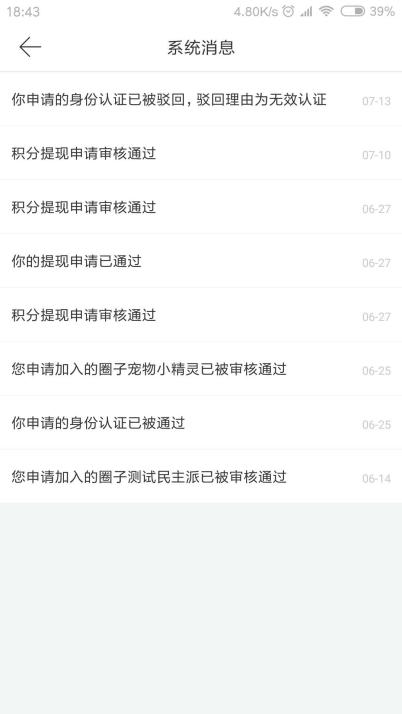 18:43 4.80K/s 39%
系统消息
你申请的身份认证已被驳回，驳回理由为无效认证 07-13
积分提现申请审核通过 07-10
积分提现申请审核通过 06-27
你的提现申请已通过 06-27
积分提现申请审核通过 06-27
您申请加入的圈子宠物小精灵已被审核通过 06-25
你申请的身份认证已被通过 06-25
您申请加入的圈子测试民主派已被审核通过 06-14